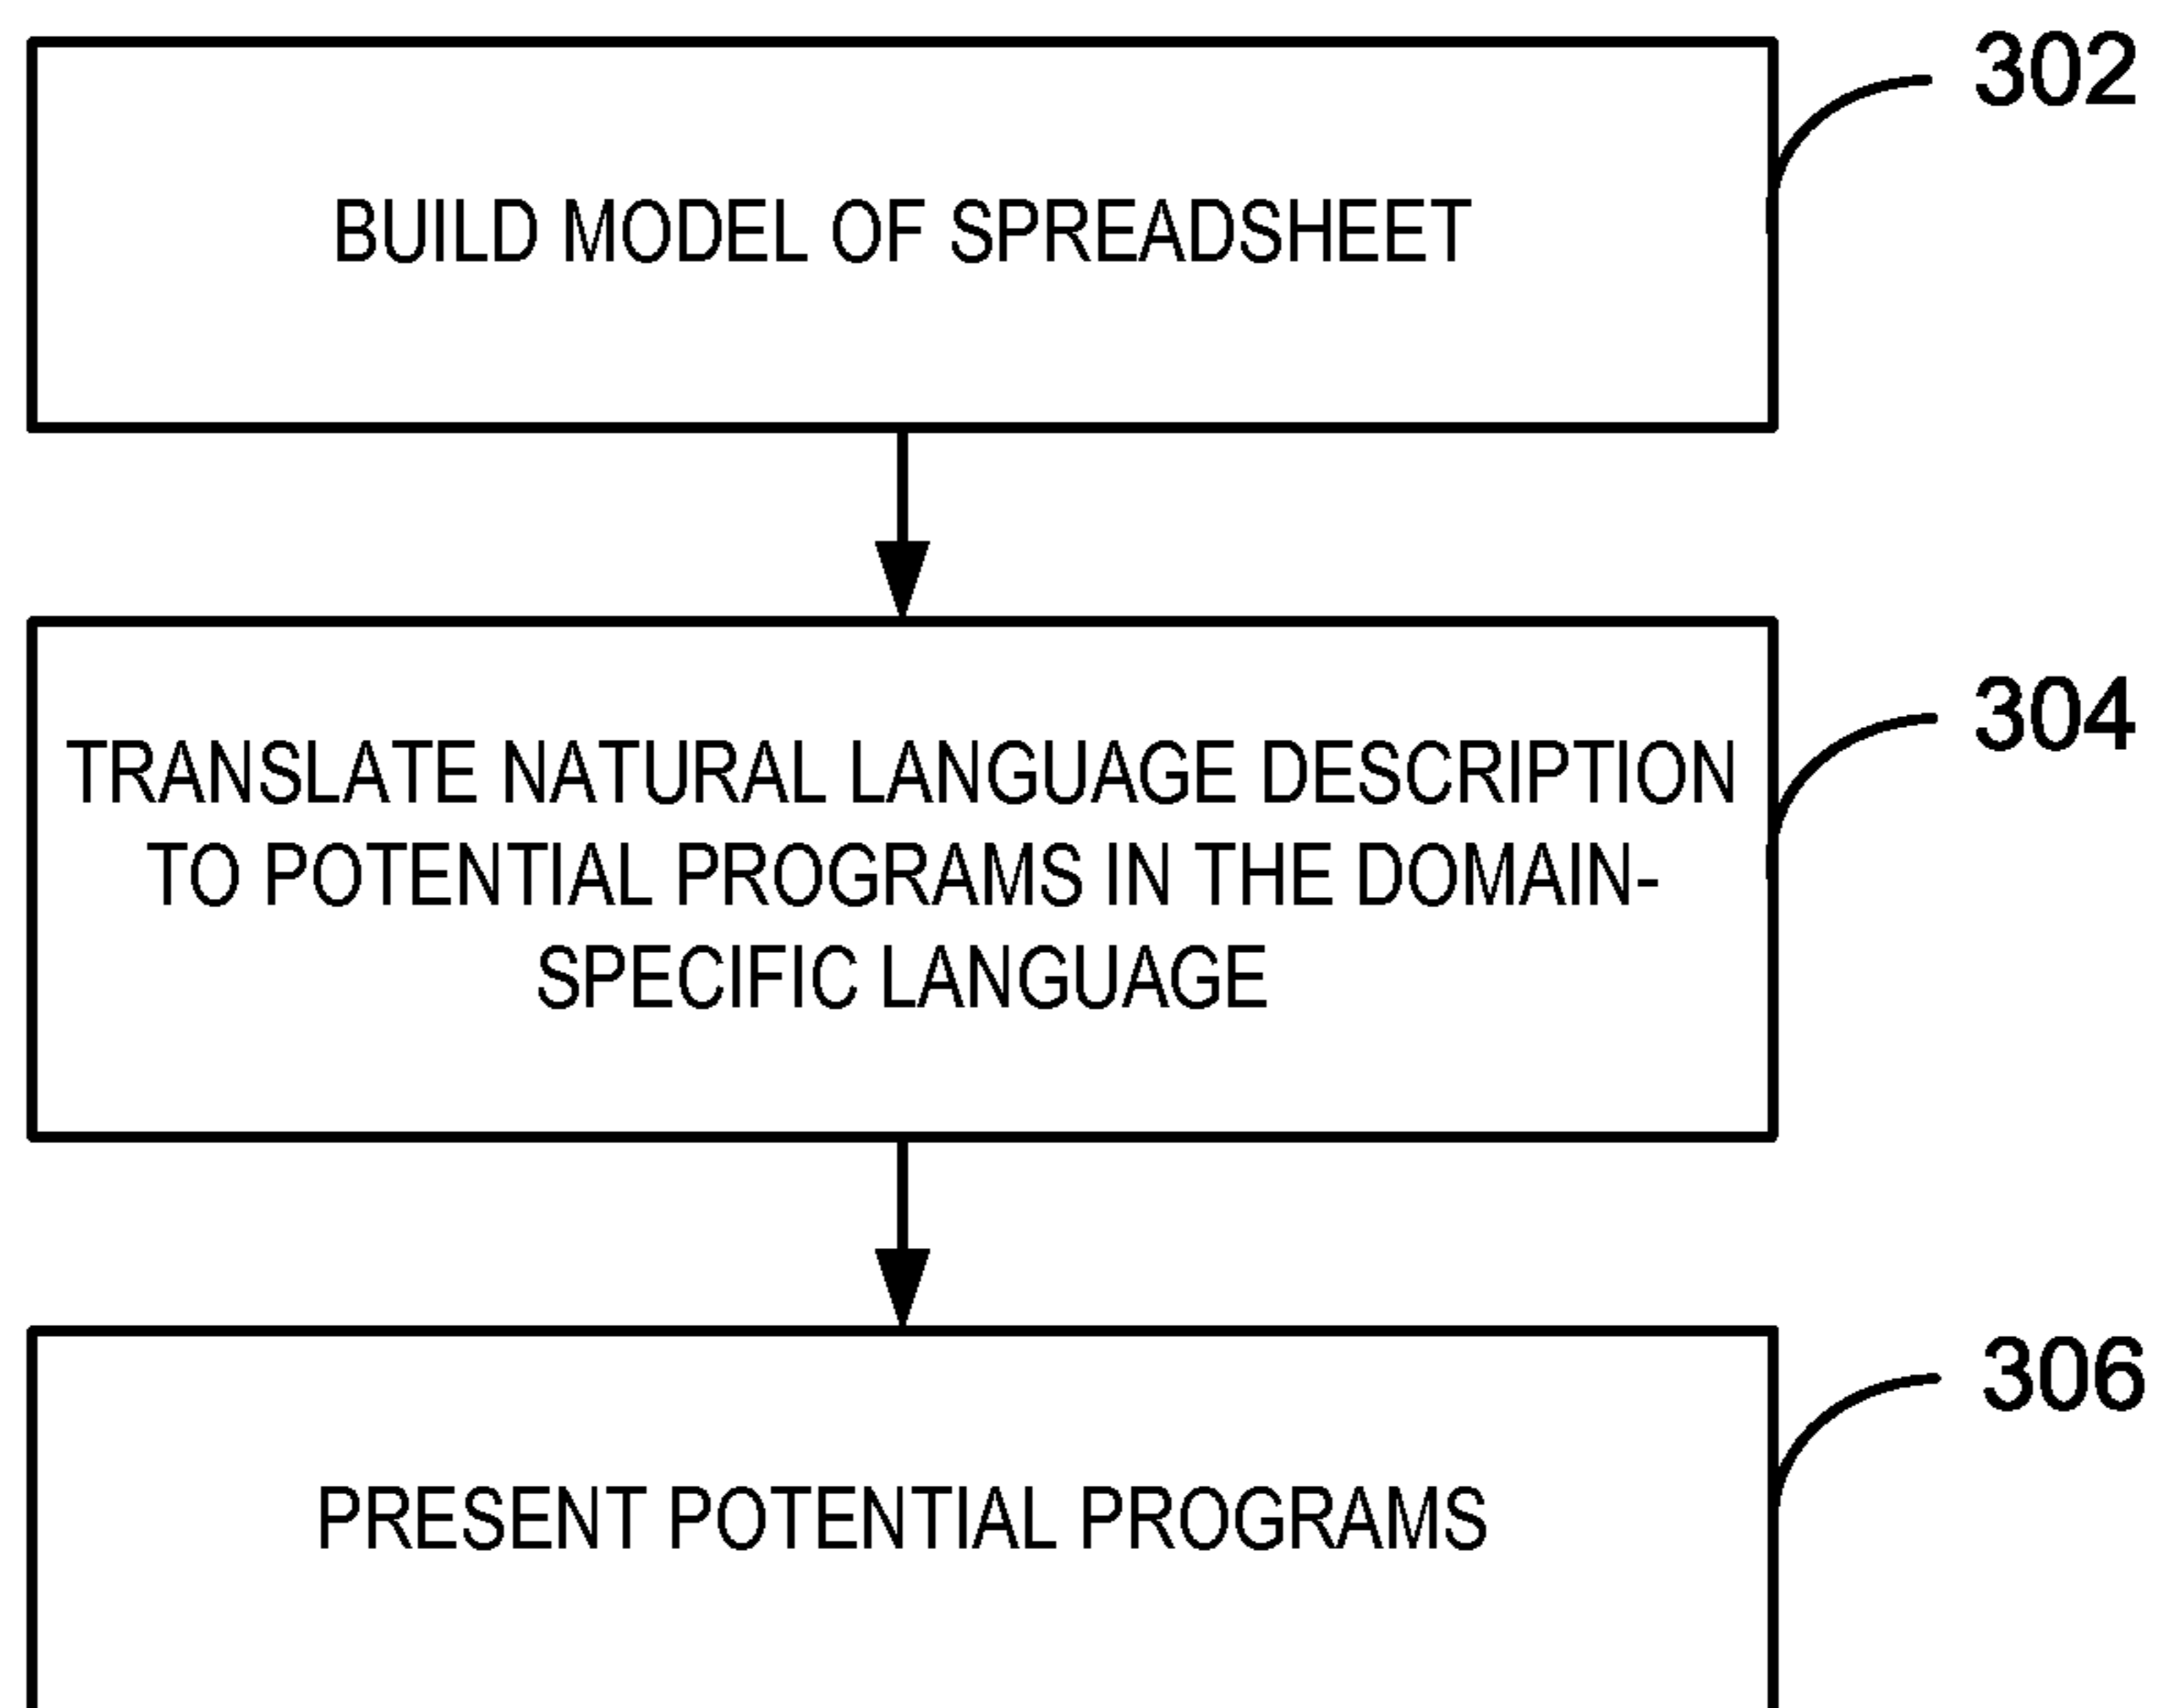 302
BUILD MODEL OF SPREADSHEET
304
TRANSLATE NATURAL LANGUAGE DESCRIPTION
TO POTENTIAL PROGRAMS IN THE DOMAIN-
SPECIFIC LANGUAGE
306
PRESENT POTENTIAL PROGRAMS